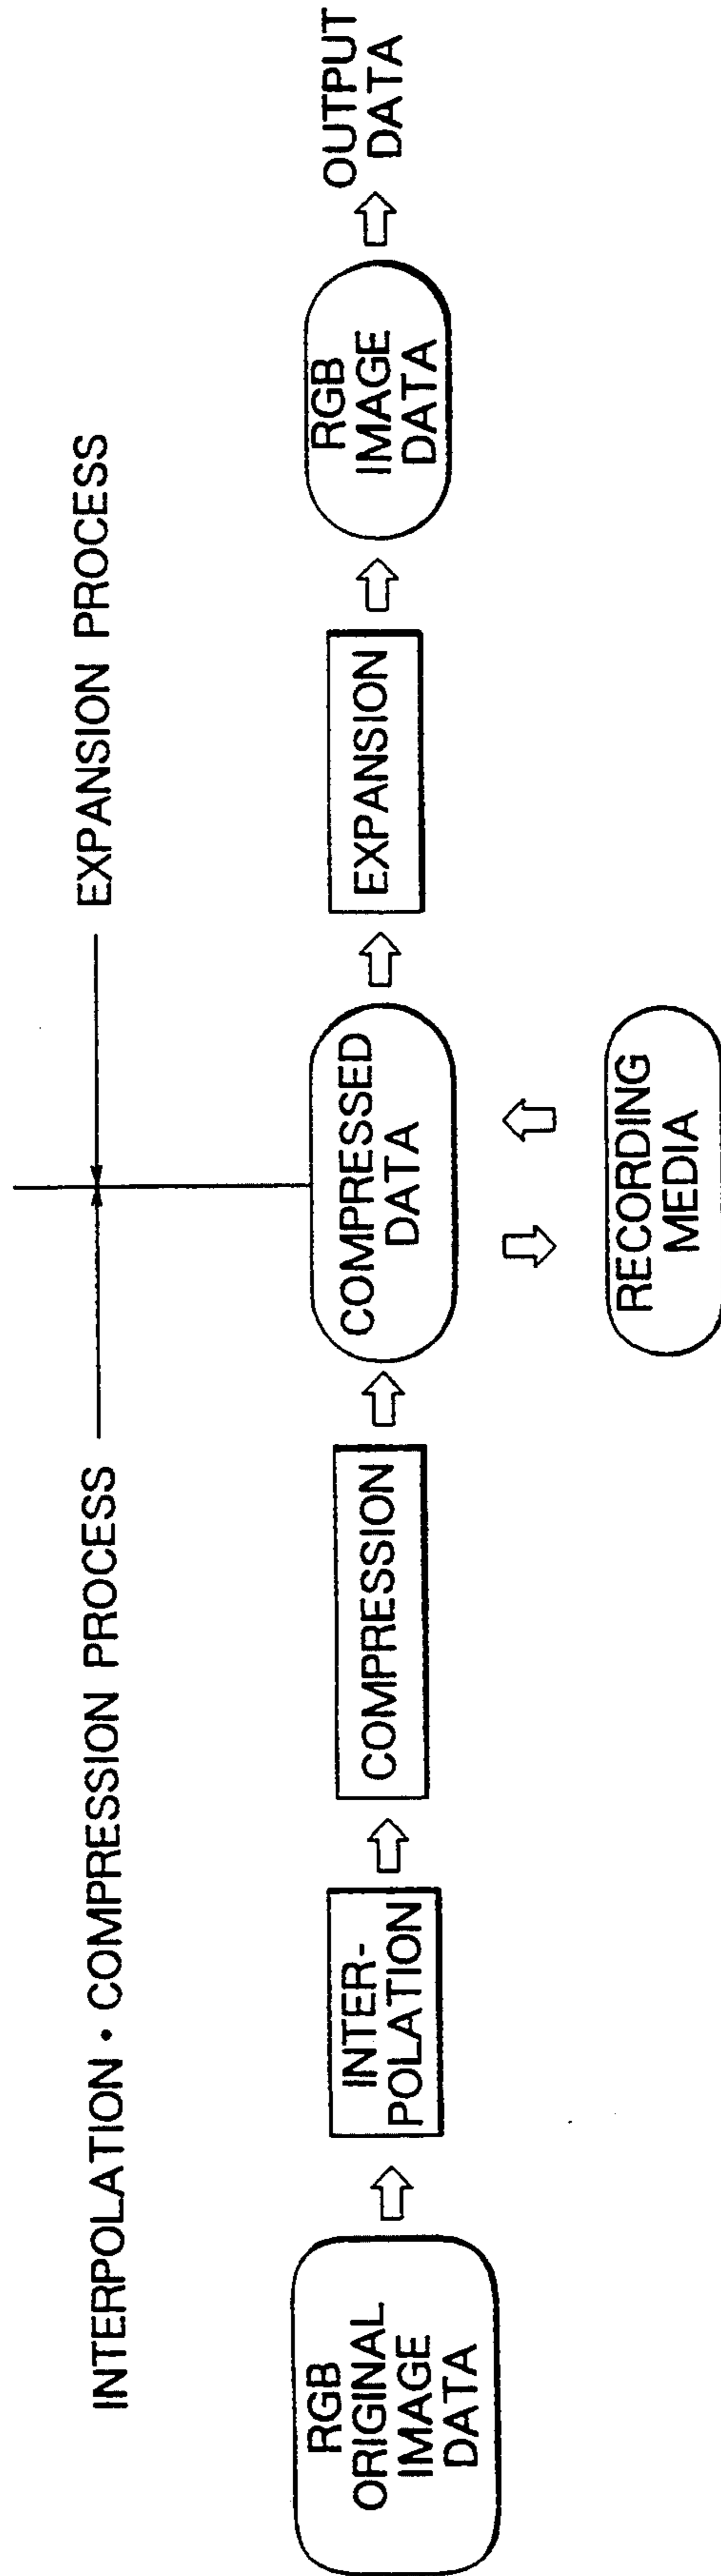 INTERPOLATION · COMPRESSION PROCESS
EXPANSION PROCESS
RGB
ORIGINAL
IMAGE
DATA
INTER-
POLATION
COMPRESSION
COMPRESSED
DATA
EXPANSION
RGB
IMAGE
DATA
OUTPUT
DATA
RECORDING
MEDIA